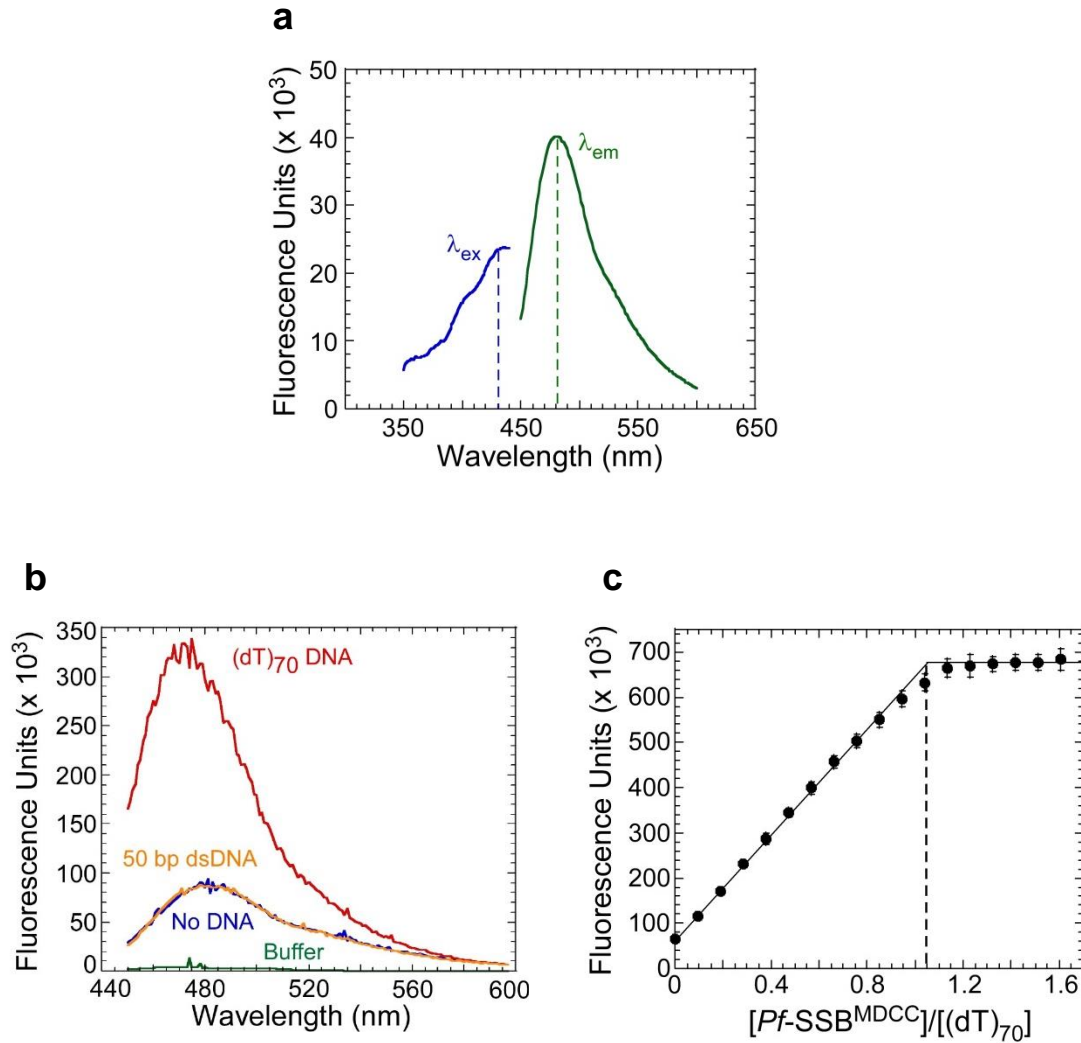 a
Fluorescence Units (x 10³)
50
40
30
20
10
0
λex
λem
350
450
550
650
Wavelength (nm)
b
Fluorescence Units (x 10³)
350
300
250
200
150
100
50
0
(dT)70 DNA
50 bp dsDNA
No DNA
Buffer
440
480
520
560
600
Wavelength (nm)
c
Fluorescence Units (x 10³)
700
600
500
400
300
200
100
0
0
0.4
0.8
1.2
1.6
[Pf-SSBᴹᴰᶜᶜ]/[(dT)70]